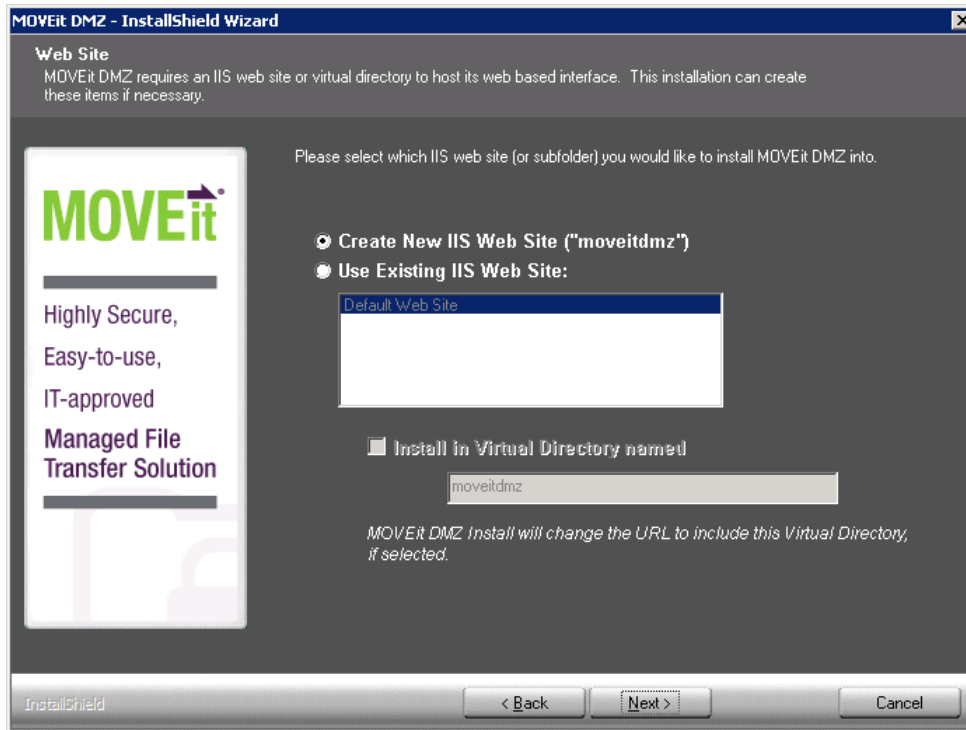 MOVEit DMZ - InstallShield Wizard
Web Site
MOVEit DMZ requires an IIS web site or virtual directory to host its web based interface. This installation can create
these items if necessary.
Please select which IIS web site (or subfolder) you would like to install MOVEit DMZ into.
MOVEit
Highly Secure,
Easy-to-use,
IT-approved
Managed File
Transfer Solution
Create New IIS Web Site ("moveitdmz")
Use Existing IIS Web Site:
Default Web Site
Install in Virtual Directory named
moveitdmz
MOVEit DMZ Install will change the URL to include this Virtual Directory,
if selected.
InstallShield
< Back
Next >
Cancel